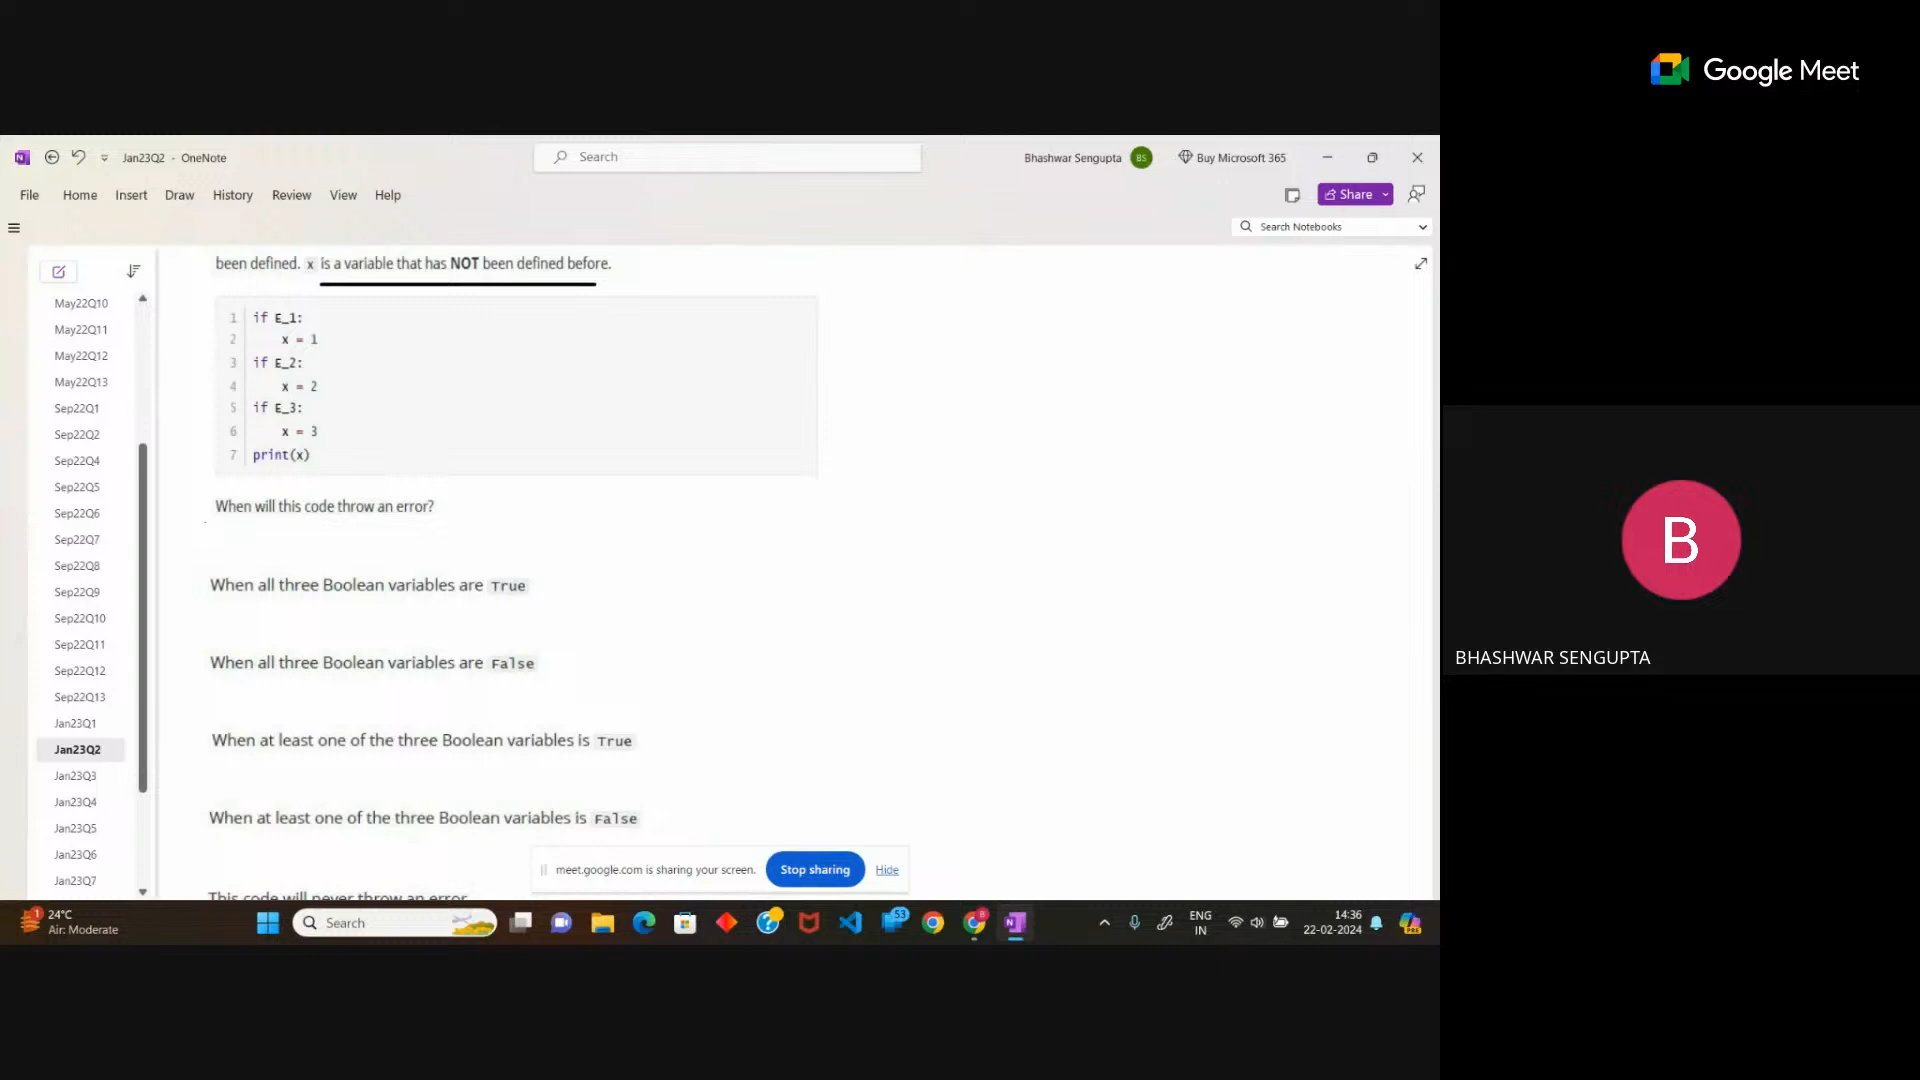 Google Meet
Jan23Q2 - OneNote
Search
Bhashwar Sengupta
BS
Buy Microsoft 365
File
Home
Insert
Draw
History
Review
View
Help
Share
Search Notebooks
been defined. x is a variable that has NOT been defined before.
1 if E_1:
2 x = 1
3 if E_2:
4 x = 2
5 if E_3:
6 x = 3
7 print(x)
When will this code throw an error?
When all three Boolean variables are True
When all three Boolean variables are False
When at least one of the three Boolean variables is True
When at least one of the three Boolean variables is False
This code will never throw an error
May22Q10
May22Q11
May22Q12
May22Q13
Sep22Q1
Sep22Q2
Sep22Q4
Sep22Q5
Sep22Q6
Sep22Q7
Sep22Q8
Sep22Q9
Sep22Q10
Sep22Q11
Sep22Q12
Sep22Q13
Jan23Q1
Jan23Q2
Jan23Q3
Jan23Q4
Jan23Q5
Jan23Q6
Jan23Q7
meet.google.com is sharing your screen.
Stop sharing
Hide
B
BHASHWAR SENGUPTA
1
24°C
Air: Moderate
Search
53
B
ENG
IN
14:36
22-02-2024
PRE